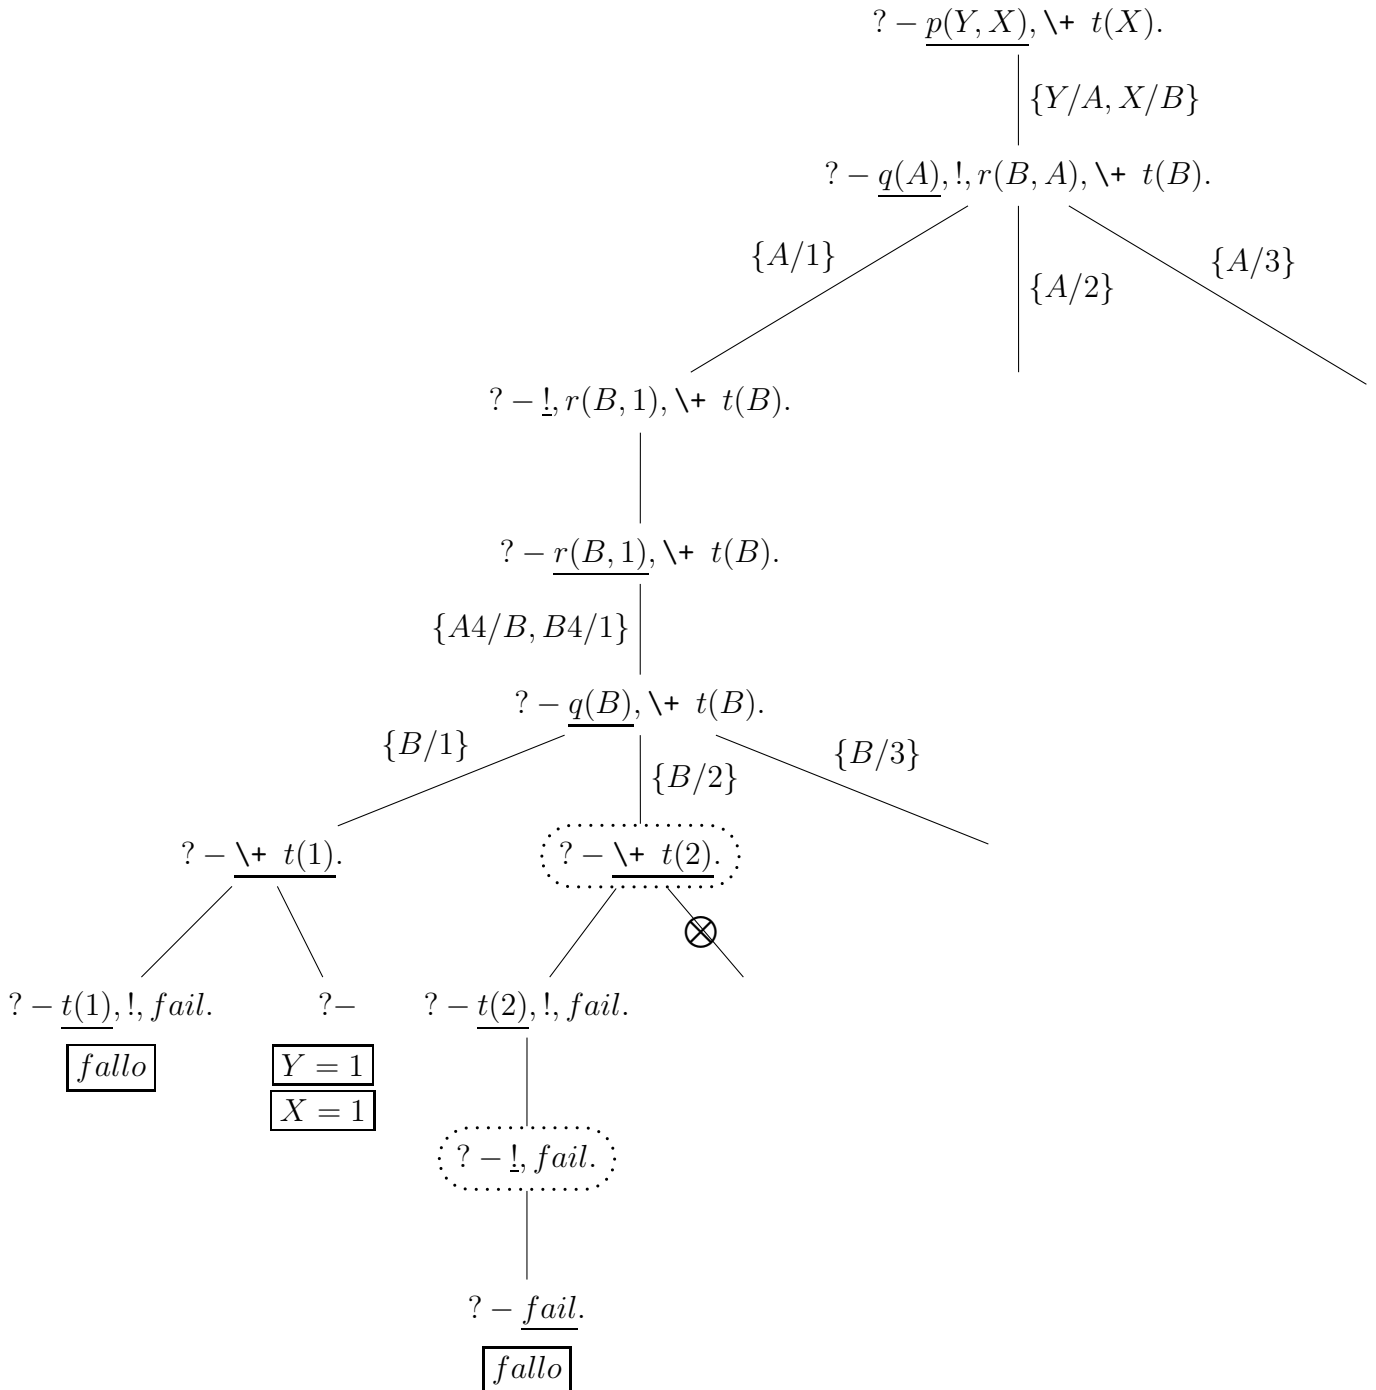 ? − p(Y, X), \+ t(X).
{Y/A, X/B}
? − q(A), !, r(B, A), \+ t(B).
{A/1}
{A/2}
{A/3}
? − !, r(B, 1), \+ t(B).
? − r(B, 1), \+ t(B).
{A4/B, B4/1}
? − q(B), \+ t(B).
{B/1}
{B/2}
{B/3}
? − \+ t(1).
? − \+ t(2).
? − t(1), !, fail.
?−
? − t(2), !, fail.
fallo
Y = 1
X = 1
? − !, fail.
? − fail.
fallo